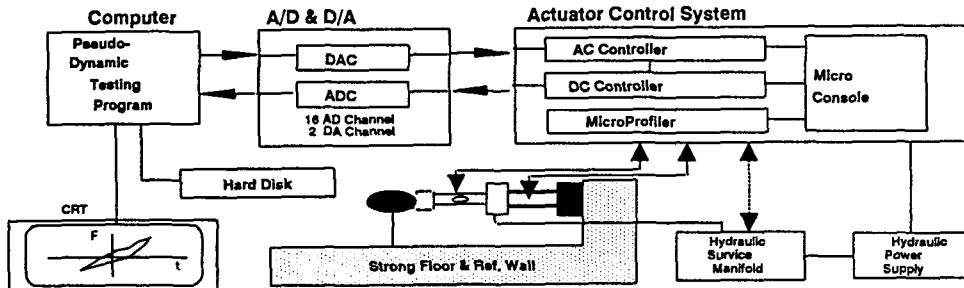 Computer
A/D & D/A
Actuator Control System
Pseudo-
Dynamic
Testing
Program
DAC
ADC
16 AD Channel
2 DA Channel
AC Controller
DC Controller
MicroProfiler
Micro
Console
Hard Disk
CRT
F
t
Strong Floor & Ref. Wall
Hydraulic
Survice
Manifold
Hydraulic
Power
Supply